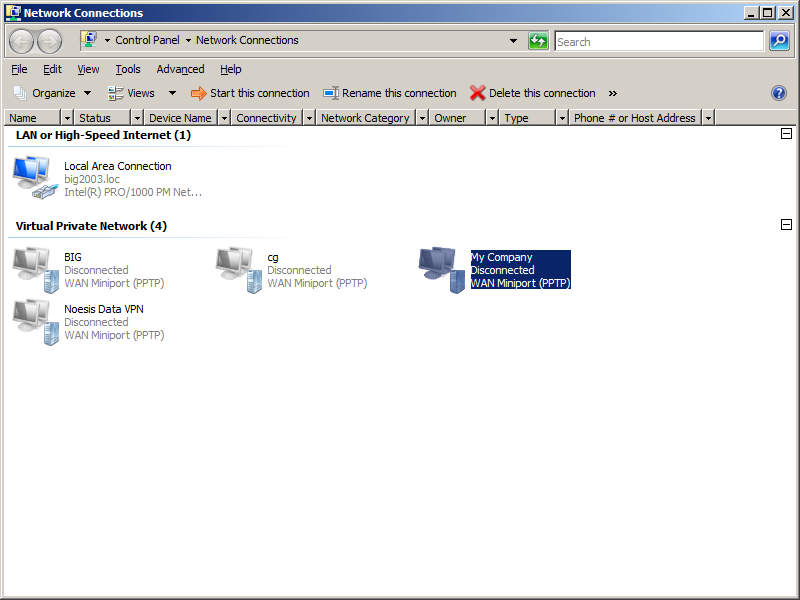 Network Connections
Control Panel Network Connections Search
File Edit View Tools Advanced Help
Organize Views Start this connection Rename this connection Delete this connection »
Name Status Device Name Connectivity Network Category Owner Type Phone # or Host Address
LAN or High-Speed Internet (1)
Local Area Connection
big2003.loc
Intel(R) PRO/1000 PM Net...
Virtual Private Network (4)
BIG
Disconnected
WAN Miniport (PPTP)
cg
Disconnected
WAN Miniport (PPTP)
My Company
Disconnected
WAN Miniport (PPTP)
Noesis Data VPN
Disconnected
WAN Miniport (PPTP)